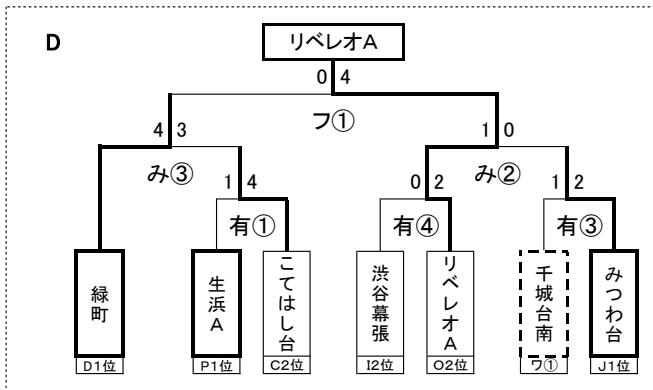 D
リベレオA
0 4
フ①
4 3
1 0
み③
み②
1 4
0 2
1 2
有①
有④
有③
緑町
生浜A
こてはし台
渋谷幕張
リベレオA
千城台南
みつわ台
D1位
P1位
C2位
I2位
O2位
ワ①
J1位